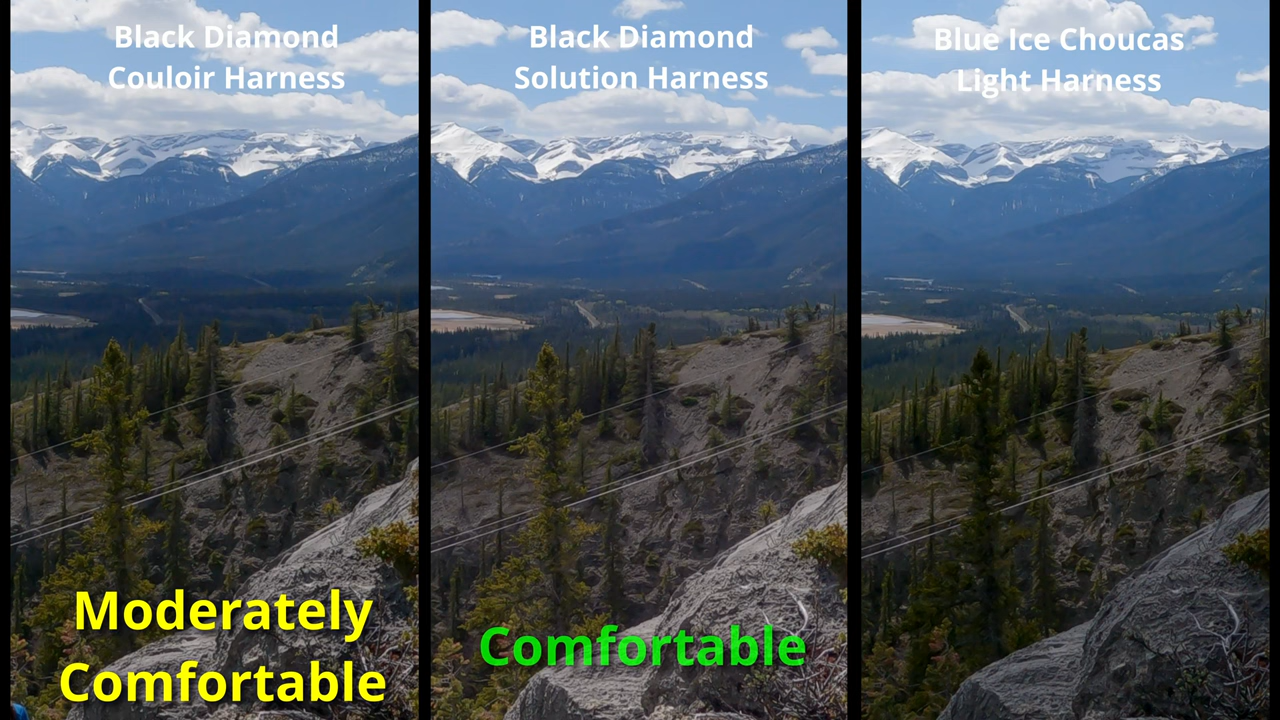 Black Diamond
Couloir Harness
Black Diamond
Solution Harness
Blue Ice Choucas
Light Harness
Moderately
Comfortable
Comfortable